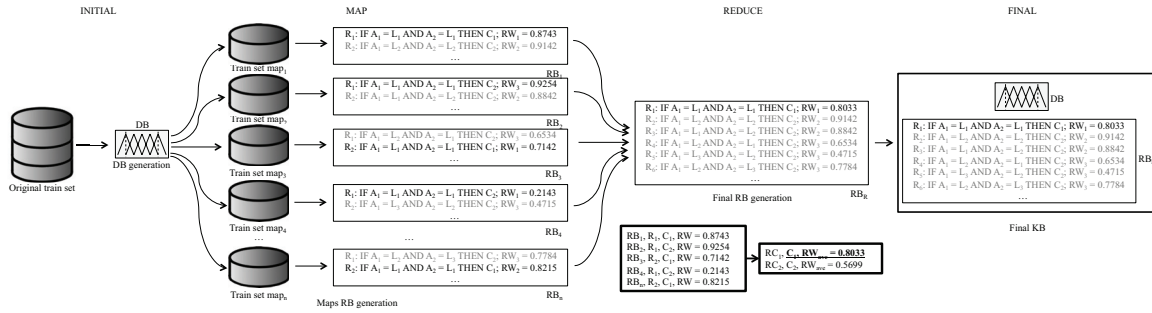 INITIAL
MAP
REDUCE
FINAL
Original train set
DB
DB generation
Train set map1
Train set map2
Train set map3
Train set map4
…
Train set mapn
R1: IF A1 = L1 AND A2 = L1 THEN C1; RW1 = 0.8743
R2: IF A1 = L2 AND A2 = L2 THEN C2; RW2 = 0.9142
…
RB1
R1: IF A1 = L1 AND A2 = L1 THEN C2; RW3 = 0.9254
R2: IF A1 = L1 AND A2 = L2 THEN C2; RW2 = 0.8842
…
RB2
R1: IF A1 = L2 AND A2 = L1 THEN C2; RW1 = 0.6534
R2: IF A1 = L1 AND A2 = L1 THEN C1; RW2 = 0.7142
…
RB3
R1: IF A1 = L1 AND A2 = L1 THEN C2; RW1 = 0.2143
R2: IF A1 = L3 AND A2 = L2 THEN C2; RW3 = 0.4715
…
RB4
…
R1: IF A1 = L2 AND A2 = L3 THEN C2; RW1 = 0.7784
R2: IF A1 = L1 AND A2 = L1 THEN C1; RW2 = 0.8215
…
RBn
Maps RB generation
R1: IF A1 = L1 AND A2 = L1 THEN C1; RW1 = 0.8033
R2: IF A1 = L2 AND A2 = L2 THEN C2; RW2 = 0.9142
R3: IF A1 = L1 AND A2 = L2 THEN C2; RW3 = 0.8842
R4: IF A1 = L2 AND A2 = L1 THEN C2; RW4 = 0.6534
R5: IF A1 = L3 AND A2 = L2 THEN C2; RW5 = 0.4715
R6: IF A1 = L2 AND A2 = L3 THEN C2; RW6 = 0.7784
…
Final RB generation
RBR
RB1, R1, C1, RW = 0.8743
RB2, R1, C2, RW = 0.9254
RB3, R2, C1, RW = 0.7142
RB4, R1, C2, RW = 0.2143
RBn, R2, C1, RW = 0.8215
RC1, C1, RWave = 0.8033
RC2, C2, RWave = 0.5699
DB
R1: IF A1 = L1 AND A2 = L1 THEN C1; RW1 = 0.8033
R2: IF A1 = L2 AND A2 = L2 THEN C2; RW2 = 0.9142
R3: IF A1 = L1 AND A2 = L2 THEN C2; RW3 = 0.8842
R4: IF A1 = L2 AND A2 = L1 THEN C2; RW4 = 0.6534
R5: IF A1 = L3 AND A2 = L2 THEN C2; RW5 = 0.4715
R6: IF A1 = L2 AND A2 = L3 THEN C2; RW6 = 0.7784
…
RB
Final KB